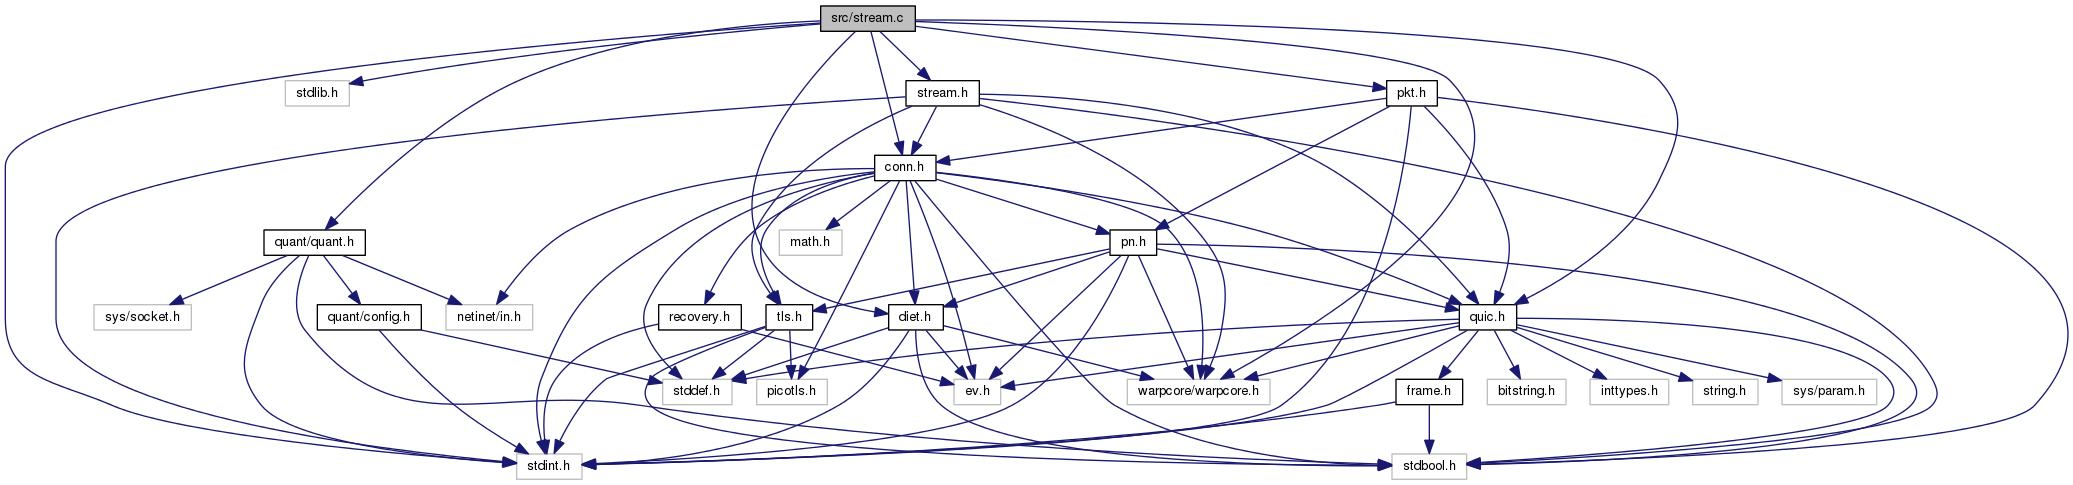 src/stream.c
stdlib.h
stream.h
pkt.h
conn.h
quant/quant.h
math.h
pn.h
sys/socket.h
quant/config.h
netinet/in.h
recovery.h
tls.h
diet.h
quic.h
stddef.h
picotls.h
ev.h
warpcore/warpcore.h
frame.h
bitstring.h
inttypes.h
string.h
sys/param.h
stdint.h
stdbool.h